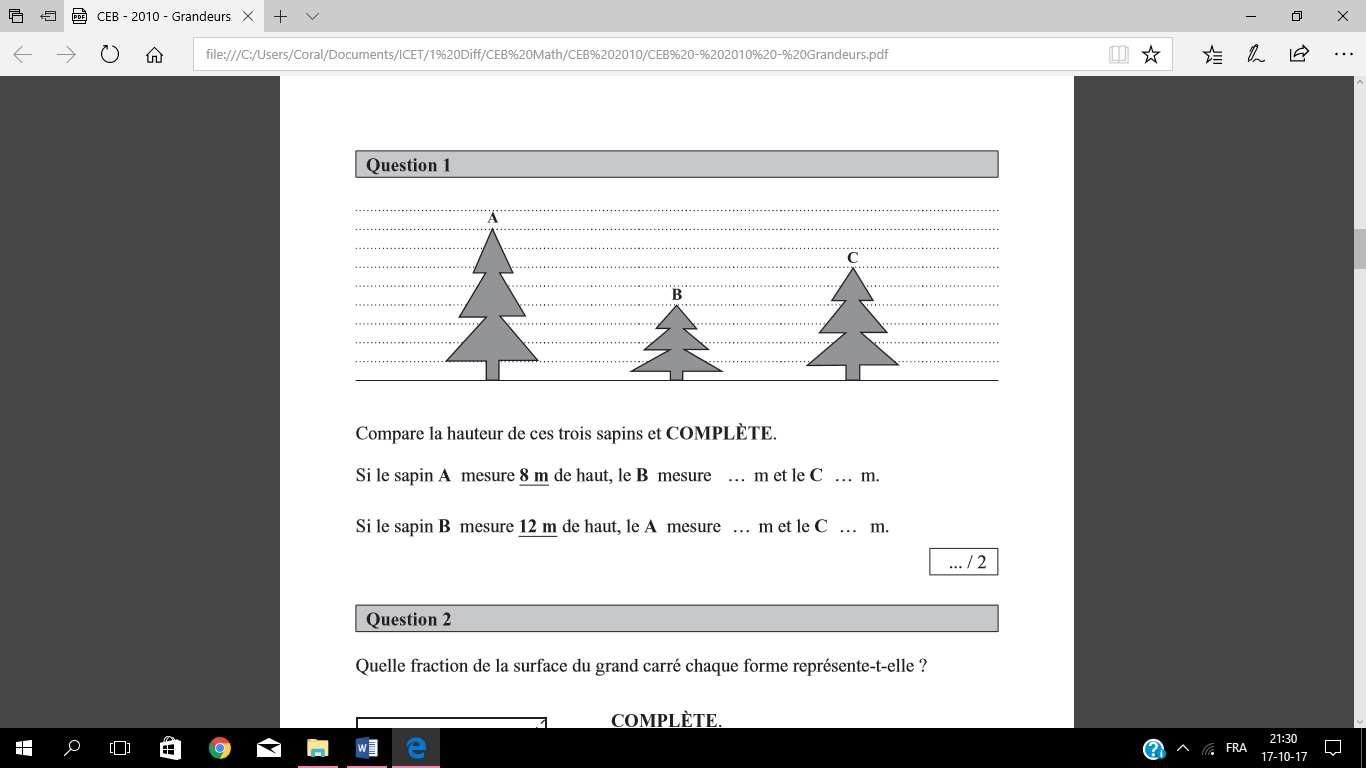 CEB - 2010 - Grandeurs
file:///C:/Users/Coral/Documents/ICET/1%20Diff/CEB%20Math/CEB%202010/CEB%20-%202010%20-%20Grandeurs.pdf
Question 1
A
C
B
Compare la hauteur de ces trois sapins et COMPLÈTE.
Si le sapin A mesure 8 m de haut, le B mesure … m et le C … m.
Si le sapin B mesure 12 m de haut, le A mesure … m et le C … m.
... / 2
Question 2
Quelle fraction de la surface du grand carré chaque forme représente-t-elle ?
COMPLÈTE.
FRA
21:30
17-10-17